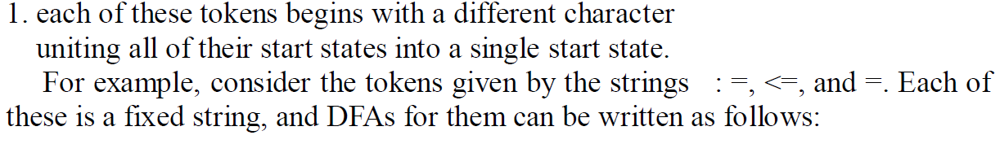 1. each of these tokens begins with a different character
uniting all of their start states into a single start state.
For example, consider the tokens given by the strings : =, <=, and =. Each of
these is a fixed string, and DFAs for them can be written as follows: